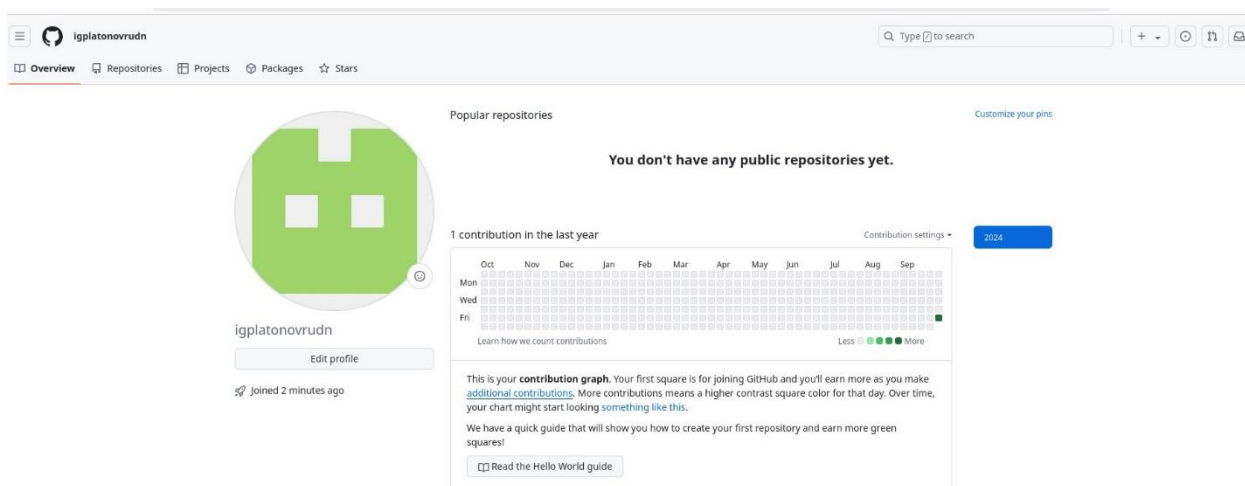 igplatonovrudn
Type / to search
Overview
Repositories
Projects
Packages
Stars
Popular repositories
Customize your pins
You don't have any public repositories yet.
1 contribution in the last year
Contribution settings
2024
Oct Nov Dec Jan Feb Mar Apr May Jun Jul Aug Sep
Mon
Wed
Fri
Learn how we count contributions
Less More
igplatonovrudn
Edit profile
Joined 2 minutes ago
This is your contribution graph. Your first square is for joining GitHub and you'll earn more as you make
additional contributions. More contributions means a higher contrast square color for that day. Over time,
your chart might start looking something like this.
We have a quick guide that will show you how to create your first repository and earn more green
squares!
Read the Hello World guide